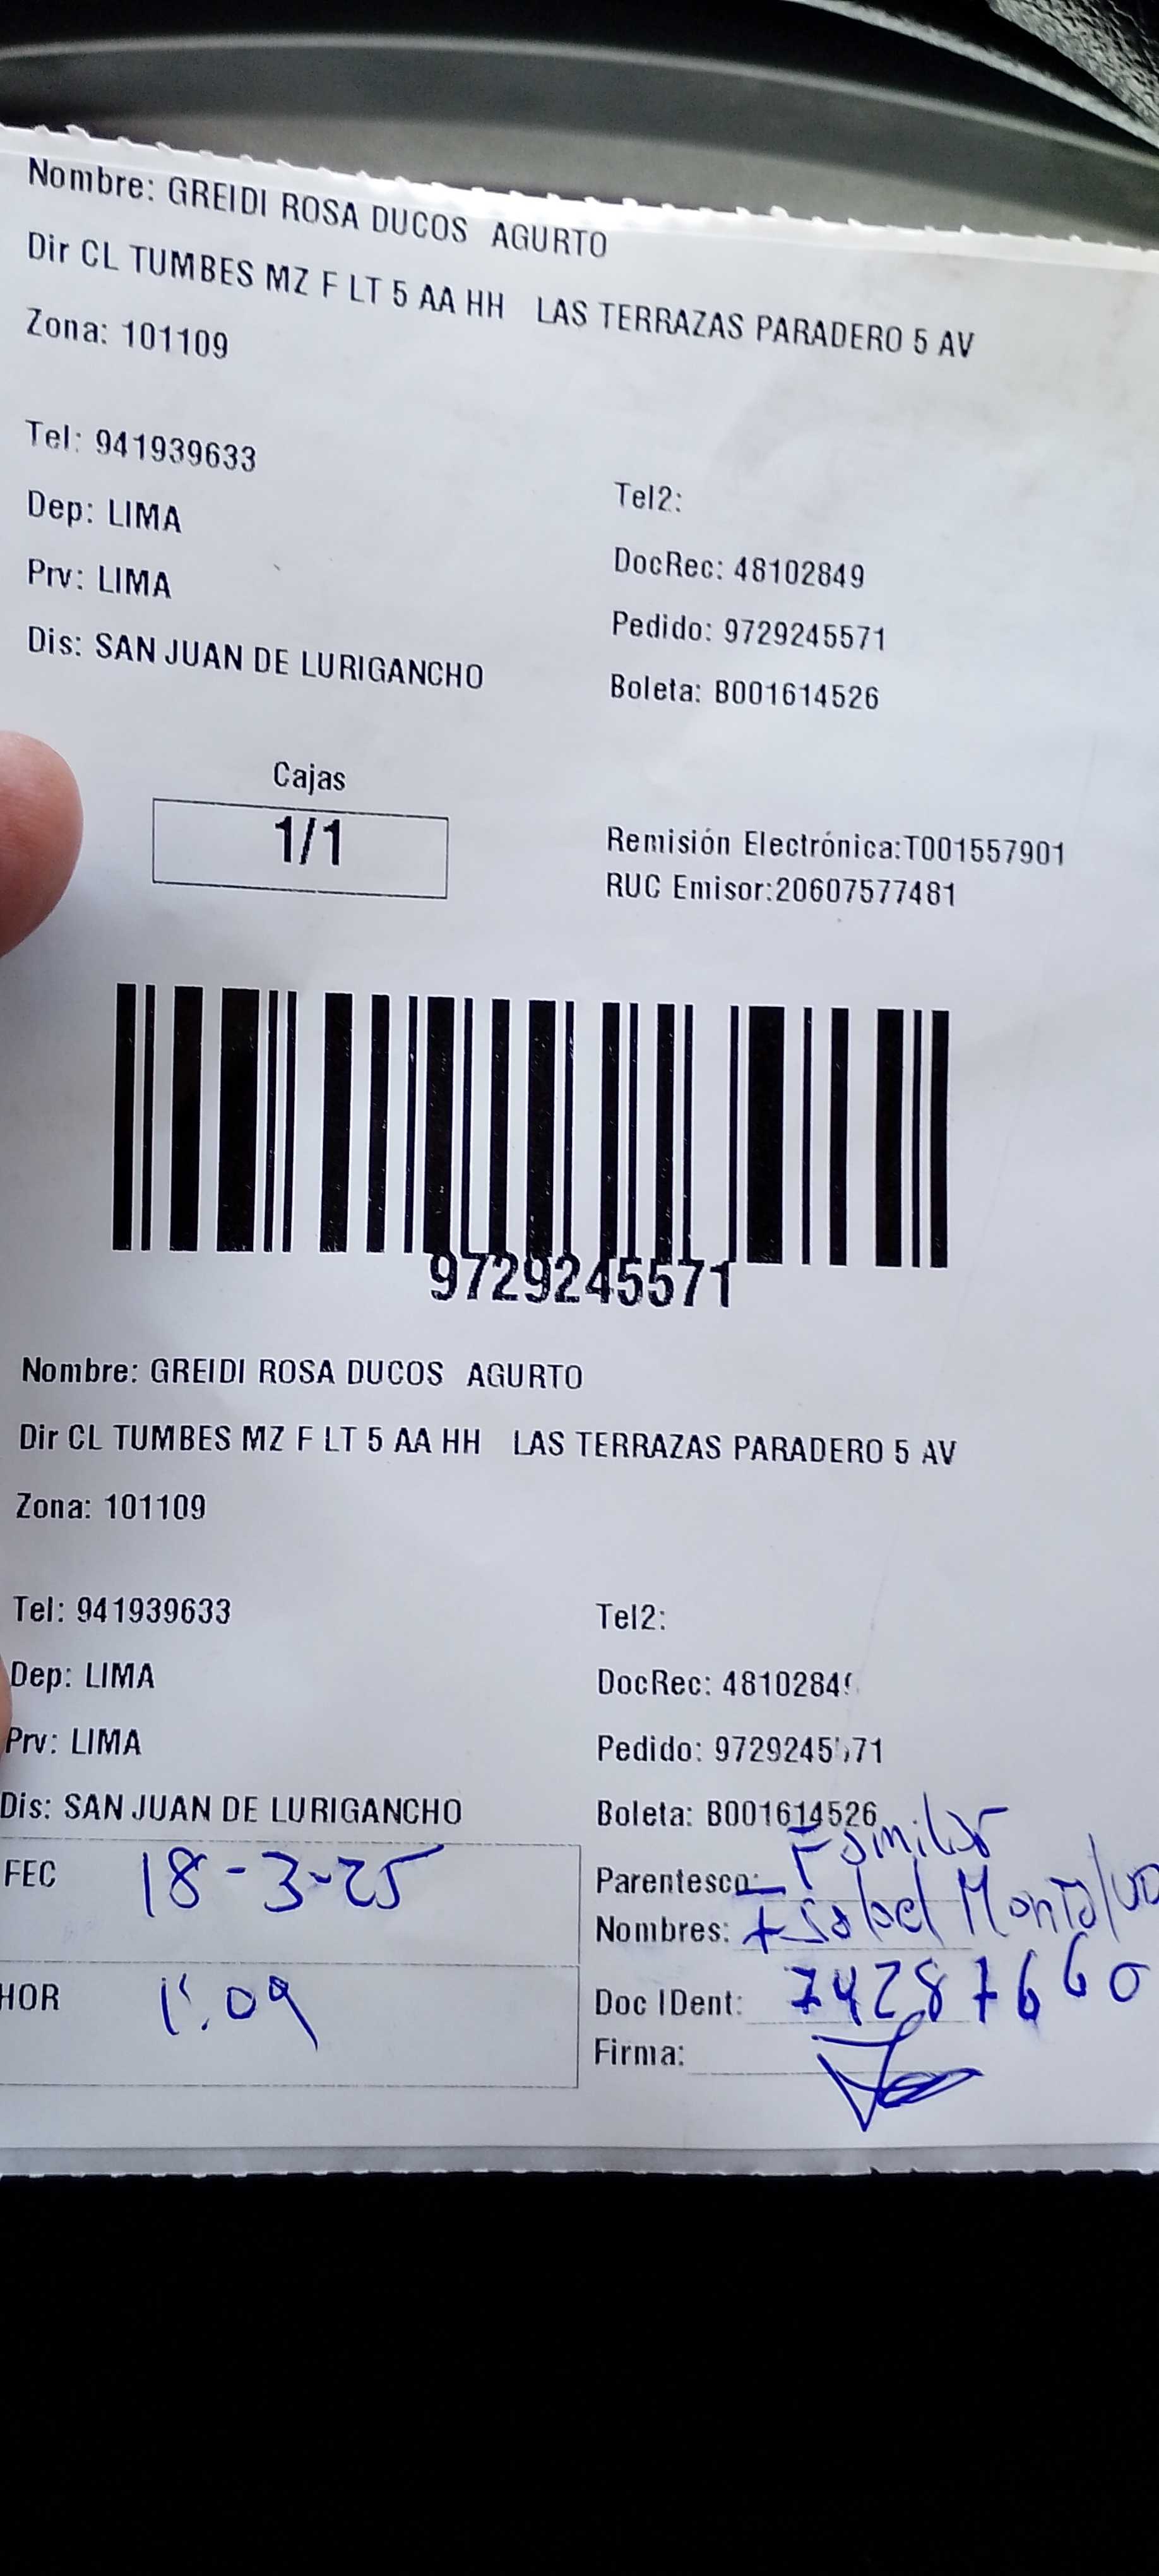 Nombre: GREIDI ROSA DUCOS AGURTO
Dir CL TUMBES MZ F LT 5 AA HH LAS TERRAZAS PARADERO 5 AV
Zona: 101109
Tel: 941939633
Tel2:
Dep: LIMA
DocRec: 48102849
Prv: LIMA
Pedido: 9729245571
Dis: SAN JUAN DE LURIGANCHO
Boleta: B001614526
Cajas
1/1
Remisión Electrónica:T001557901
RUC Emisor:20607577481
9729245571
Nombre: GREIDI ROSA DUCOS AGURTO
Dir CL TUMBES MZ F LT 5 AA HH LAS TERRAZAS PARADERO 5 AV
Zona: 101109
Tel: 941939633
Tel2:
Dep: LIMA
DocRec: 48102849
Prv: LIMA
Pedido: 9729245571
Dis: SAN JUAN DE LURIGANCHO
Boleta: B001614526
FEC 18-3-25
Parentesco: Familiar
Nombres: Isabel Montalvo
HOR 1:09
Doc IDent: 74287660
Firma: